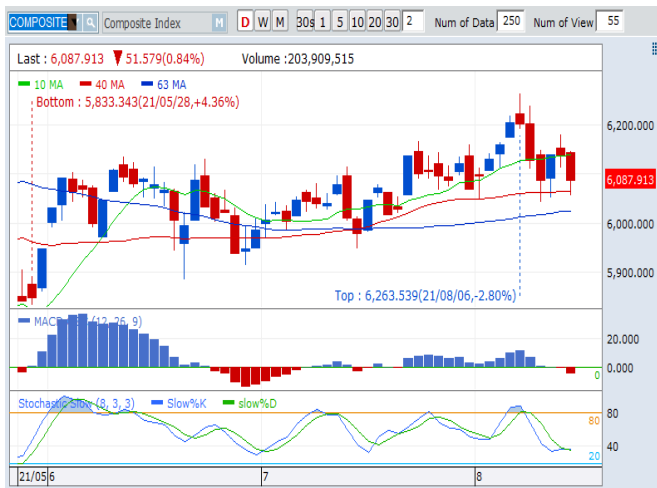 COMPOSITE Composite Index M D W M 30s 1 5 10 20 30 2 Num of Data 250 Num of View 55
Last : 6,087.913 ▼ 51.579(0.84%) Volume : 203,909,515
10 MA 40 MA 63 MA
Bottom : 5,833.343(21/05/28,+4.36%)
6,200.000
6,087.913
6,000.000
5,900.000
Top : 6,263.539(21/08/06,-2.80%)
MACD (12, 26, 9)
20.000
0.000
0
Stochastic Slow (8, 3, 3) Slow%K slow%D
80
80
40
20
21/05 6 7 8